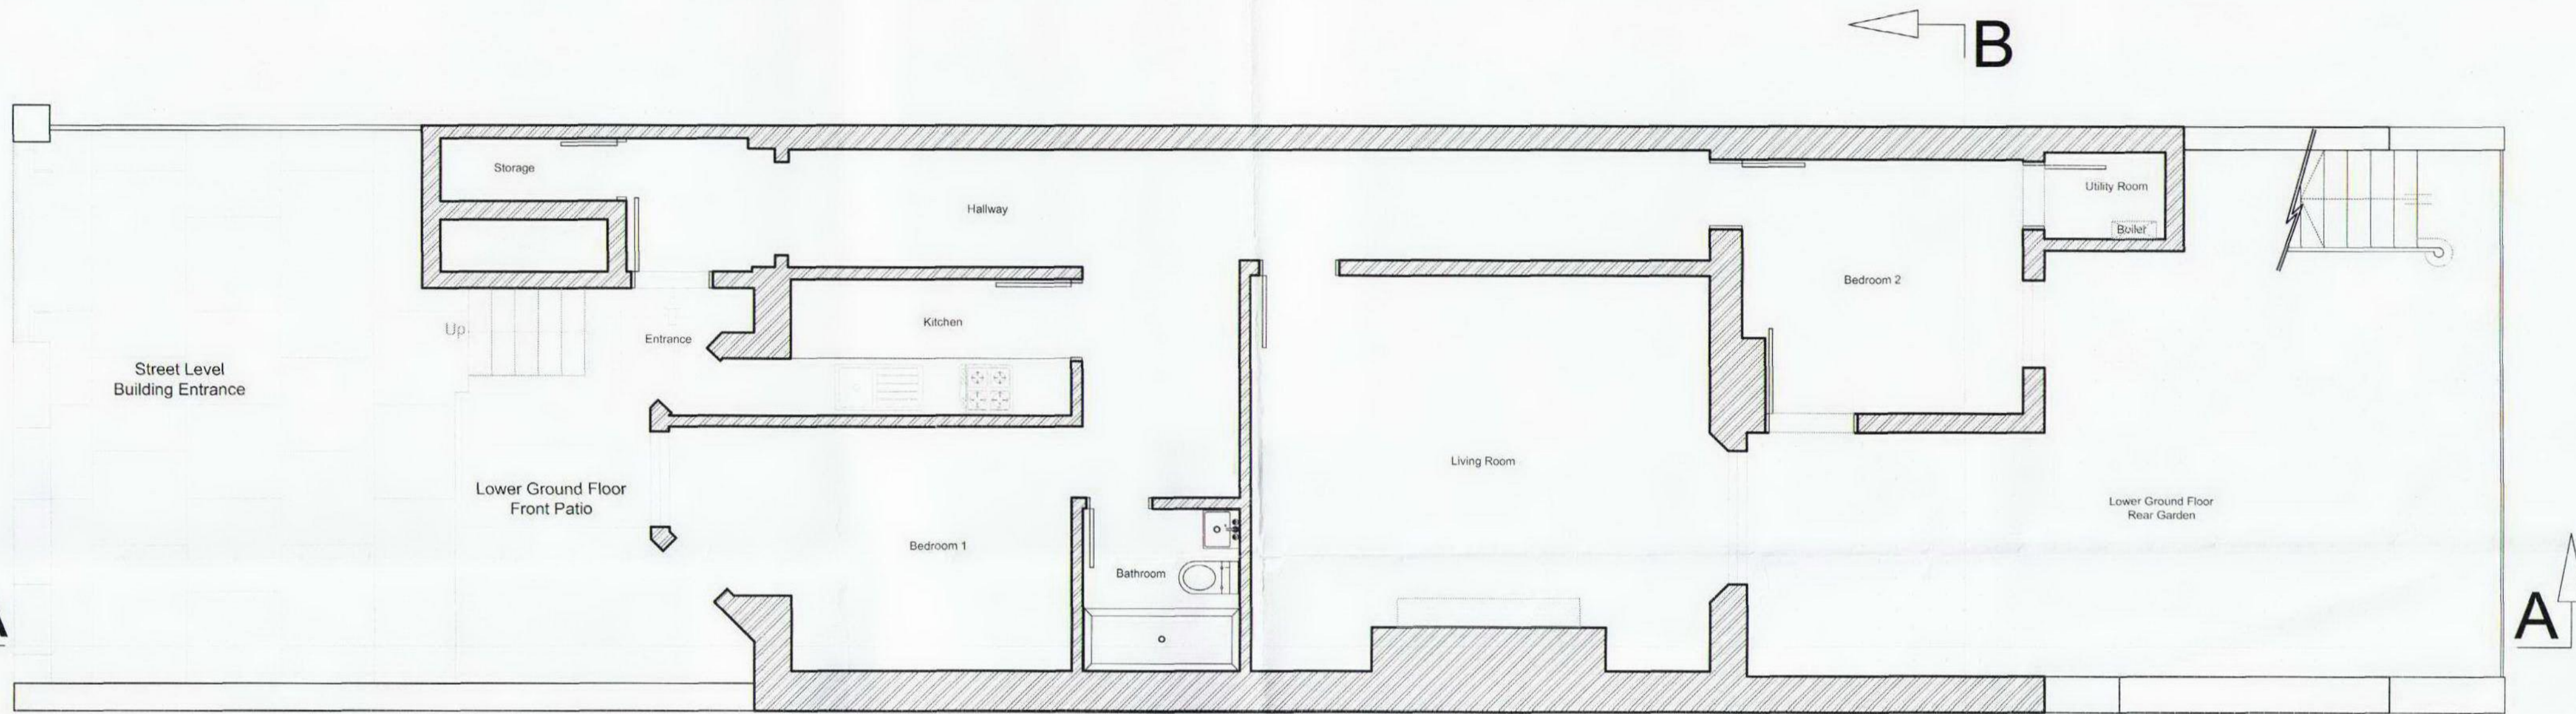 B
Storage
Hallway
Utility Room
Boiler
Bedroom 2
Up
Entrance
Kitchen
Street Level
Building Entrance
Lower Ground Floor
Front Patio
Living Room
Lower Ground Floor
Rear Garden
Bedroom 1
Bathroom
A
A